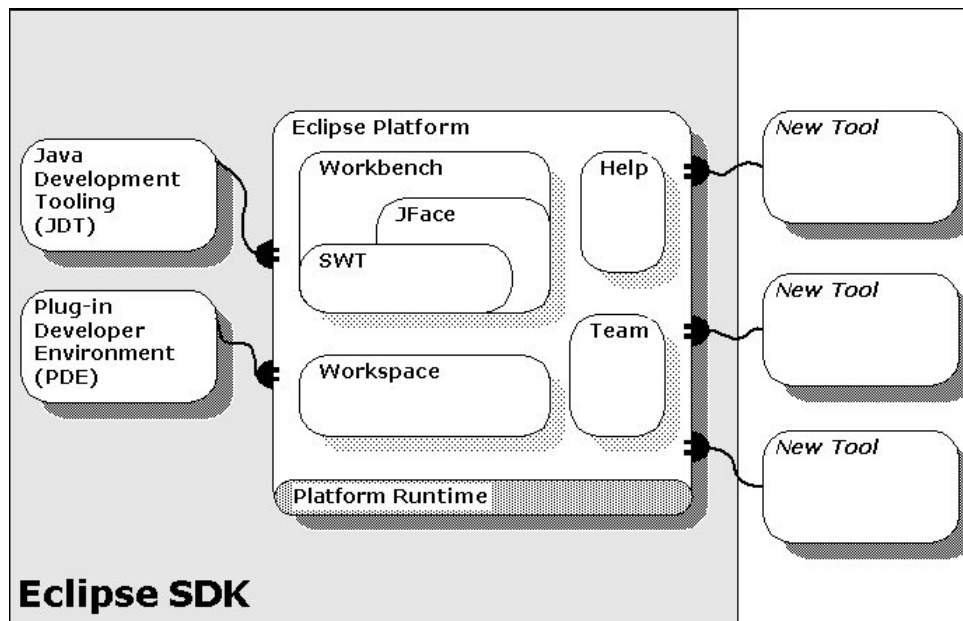 Eclipse Platform
Java
Development
Tooling
(JDT)
Plug-in
Developer
Environment
(PDE)
Workbench
JFace
SWT
Workspace
Help
Team
Platform Runtime
New Tool
New Tool
New Tool
Eclipse SDK